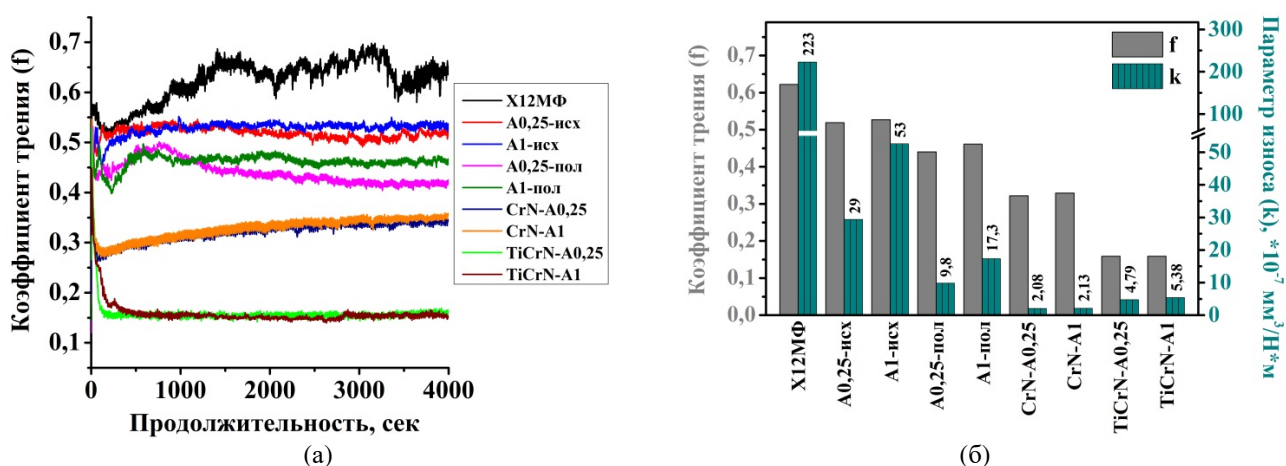 Коэффициент трения (f)
0,7
0,6
0,5
0,4
0,3
0,2
0,1
0
1000
2000
3000
4000
Продолжительность, сек
Х12МФ
А0,25-исх
А1-исх
А0,25-пол
А1-пол
CrN-A0,25
CrN-A1
TiCrN-A0,25
TiCrN-A1
(а)
Коэффициент трения (f)
0,7
0,6
0,5
0,4
0,3
0,2
0,1
0,0
223
29
53
9,8
17,3
2,08
2,13
4,79
5,38
f
k
300
200
100
50
40
30
20
10
0
Параметр износа (k), *10⁻⁷ мм³/Н*м
Х12МФ
А0,25-исх
А1-исх
А0,25-пол
А1-пол
CrN-A0,25
CrN-A1
TiCrN-A0,25
TiCrN-A1
(б)